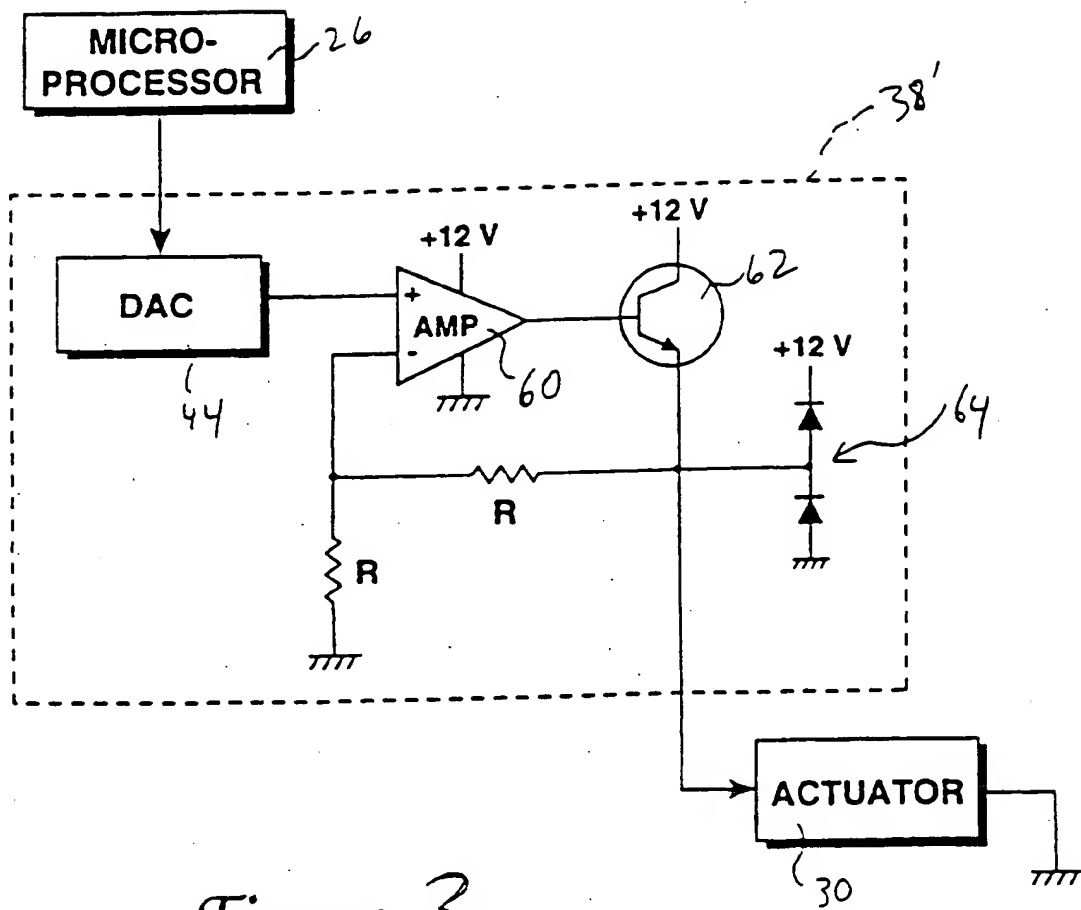 MICRO-
PROCESSOR
26
38'
+12 V
+12 V
DAC
+
AMP
-
62
60
44
+12 V
64
R
R
ACTUATOR
30